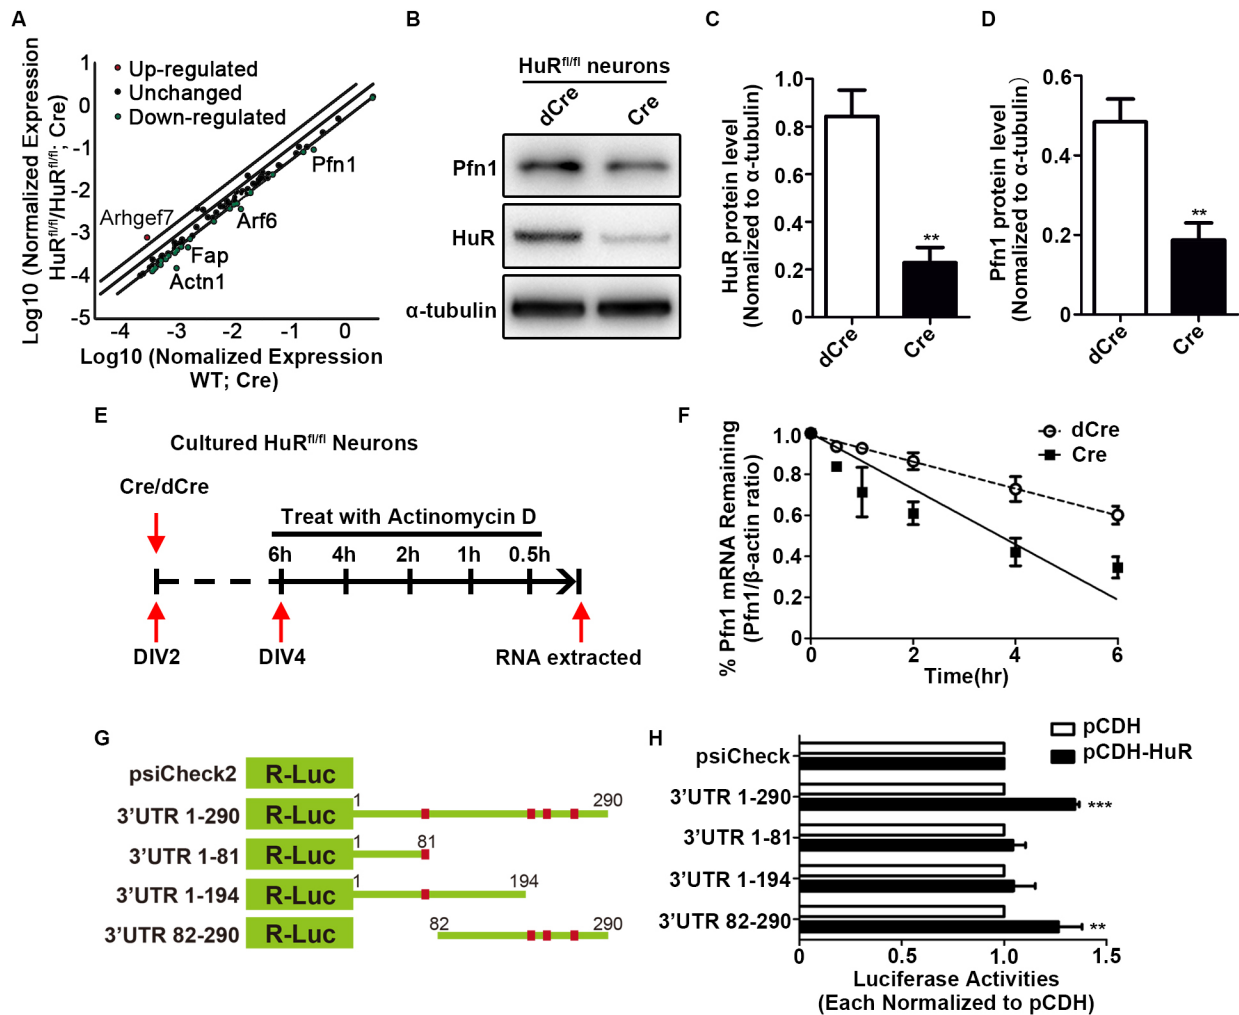 A
Log10 (Normalized Expression
HuRfl/fl/HuRfl/fl; Cre)
1
0
-1
-2
-3
-4
-5
Up-regulated
Unchanged
Down-regulated
Pfn1
Arhgef7
Arf6
Fap
Actn1
-4
-3
-2
-1
0
Log10 (Nomalized Expression
WT; Cre)
B
HuRfl/fl neurons
dCre
Cre
Pfn1
HuR
α-tubulin
C
HuR protein level
(Nomalized to α-tubulin)
1.0
0.8
0.6
0.4
0.2
0
**
dCre
Cre
D
Pfn1 protein level
(Nomalized to α-tubulin)
0.6
0.4
0.2
0
**
dCre
Cre
E
Cultured HuRfl/fl Neurons
Cre/dCre
Treat with Actinomycin D
6h
4h
2h
1h
0.5h
DIV2
DIV4
RNA extracted
F
% Pfn1 mRNA Remaining
(Pfn1/β-actin ratio)
1.0
0.8
0.6
0.4
0.2
0
dCre
Cre
0
2
4
6
Time(hr)
G
psiCheck2
R-Luc
3’UTR 1-290
R-Luc
1
290
3’UTR 1-81
R-Luc
1
81
3’UTR 1-194
R-Luc
1
194
3’UTR 82-290
R-Luc
82
290
H
pCDH
pCDH-HuR
psiCheck
3’UTR 1-290
***
3’UTR 1-81
3’UTR 1-194
3’UTR 82-290
**
0
0.5
1.0
1.5
Luciferase Activities
(Each Normalized to pCDH)